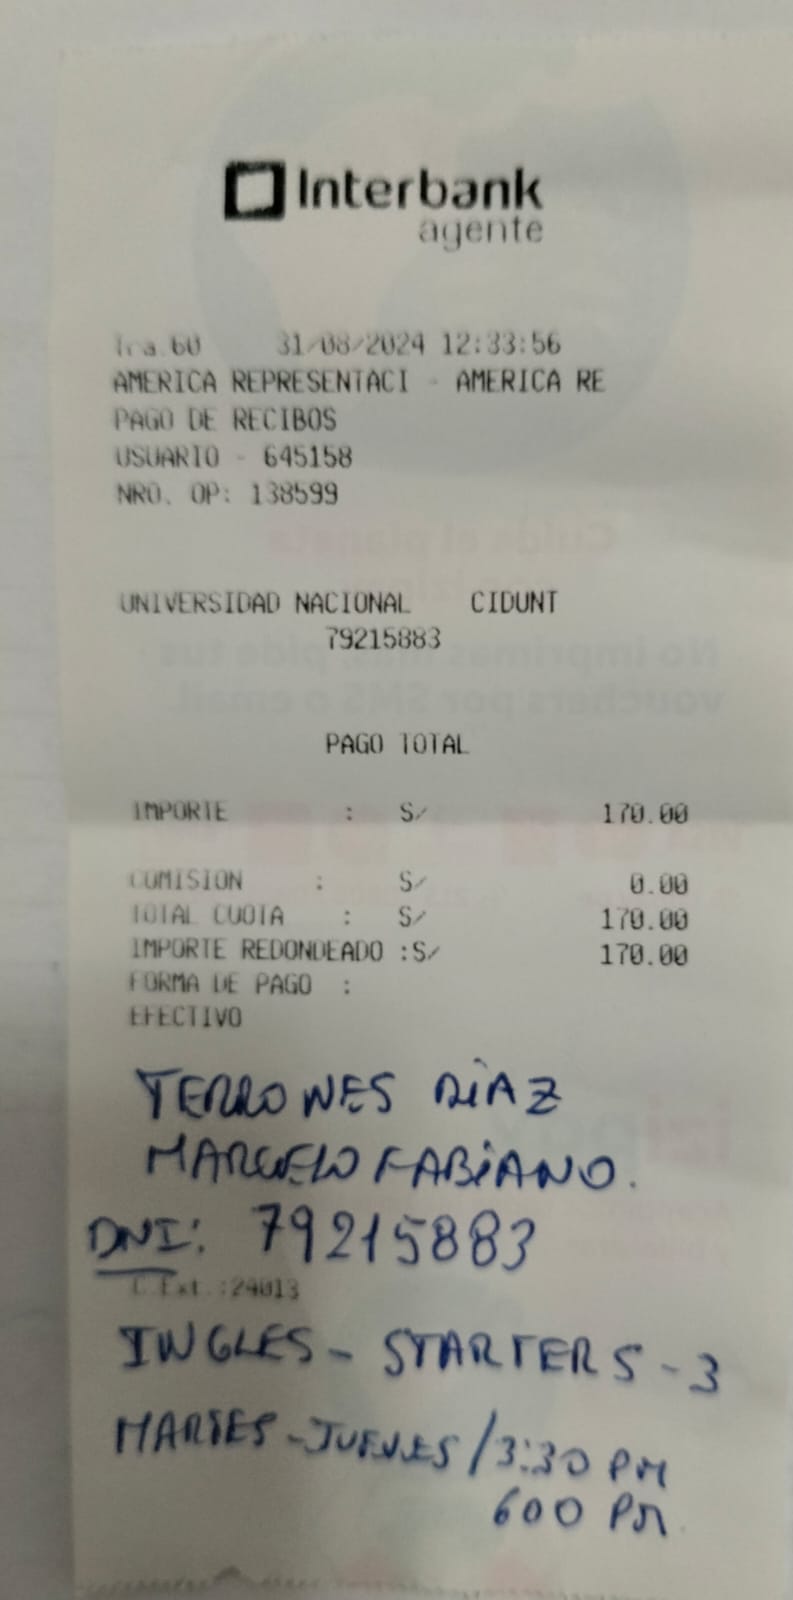 Interbank
agente
Tra.60 31/08/2024 12:33:56
AMERICA REPRESENTACI - AMERICA RE
PAGO DE RECIBOS
USUARIO - 645158
NRO. OP: 138599
UNIVERSIDAD NACIONAL CIDUNT
79215883
PAGO TOTAL
IMPORTE : S/ 170.00
COMISION : S/ 0.00
TOTAL CUOTA : S/ 170.00
IMPORTE REDONDEADO :S/ 170.00
FORMA DE PAGO :
EFECTIVO
TERRONES DIAZ
MARCELO FABIANO.
DNI: 79215883
C.Ext.:24013
INGLES - STARTERS - 3
MARTES - JUEVES / 3:30 PM
600 PM